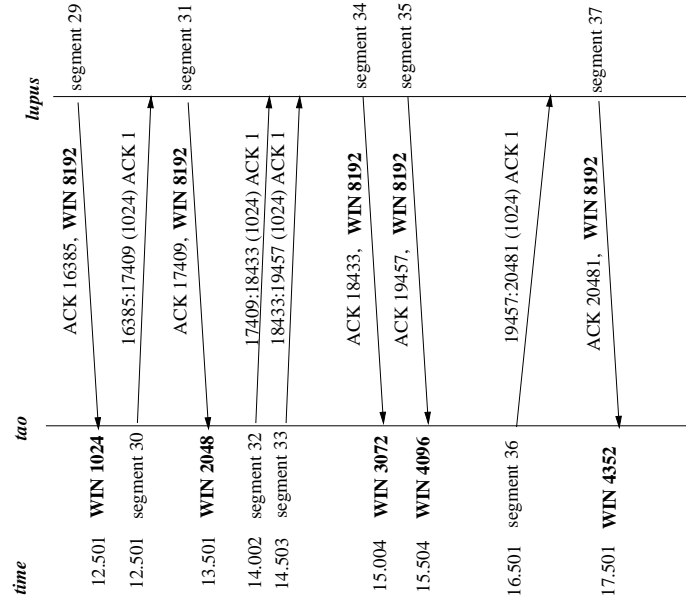 time
tao
lupus
12.501
WIN 1024
ACK 16385, WIN 8192
segment 29
12.501
segment 30
16385:17409 (1024) ACK 1
13.501
WIN 2048
ACK 17409, WIN 8192
segment 31
14.002
segment 32
17409:18433 (1024) ACK 1
14.503
segment 33
18433:19457 (1024) ACK 1
15.004
WIN 3072
ACK 18433, WIN 8192
segment 34
15.504
WIN 4096
ACK 19457, WIN 8192
segment 35
16.501
segment 36
19457:20481 (1024) ACK 1
17.501
WIN 4352
ACK 20481, WIN 8192
segment 37